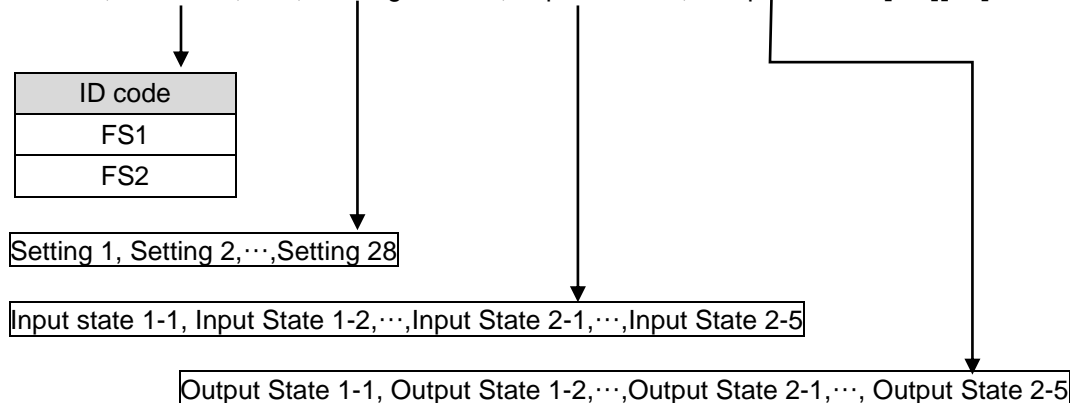 ID code
FS1
FS2
Setting 1, Setting 2,⋯,Setting 28
Input state 1-1, Input State 1-2,⋯,Input State 2-1,⋯,Input State 2-5
Output State 1-1, Output State 1-2,⋯,Output State 2-1,⋯, Output State 2-5